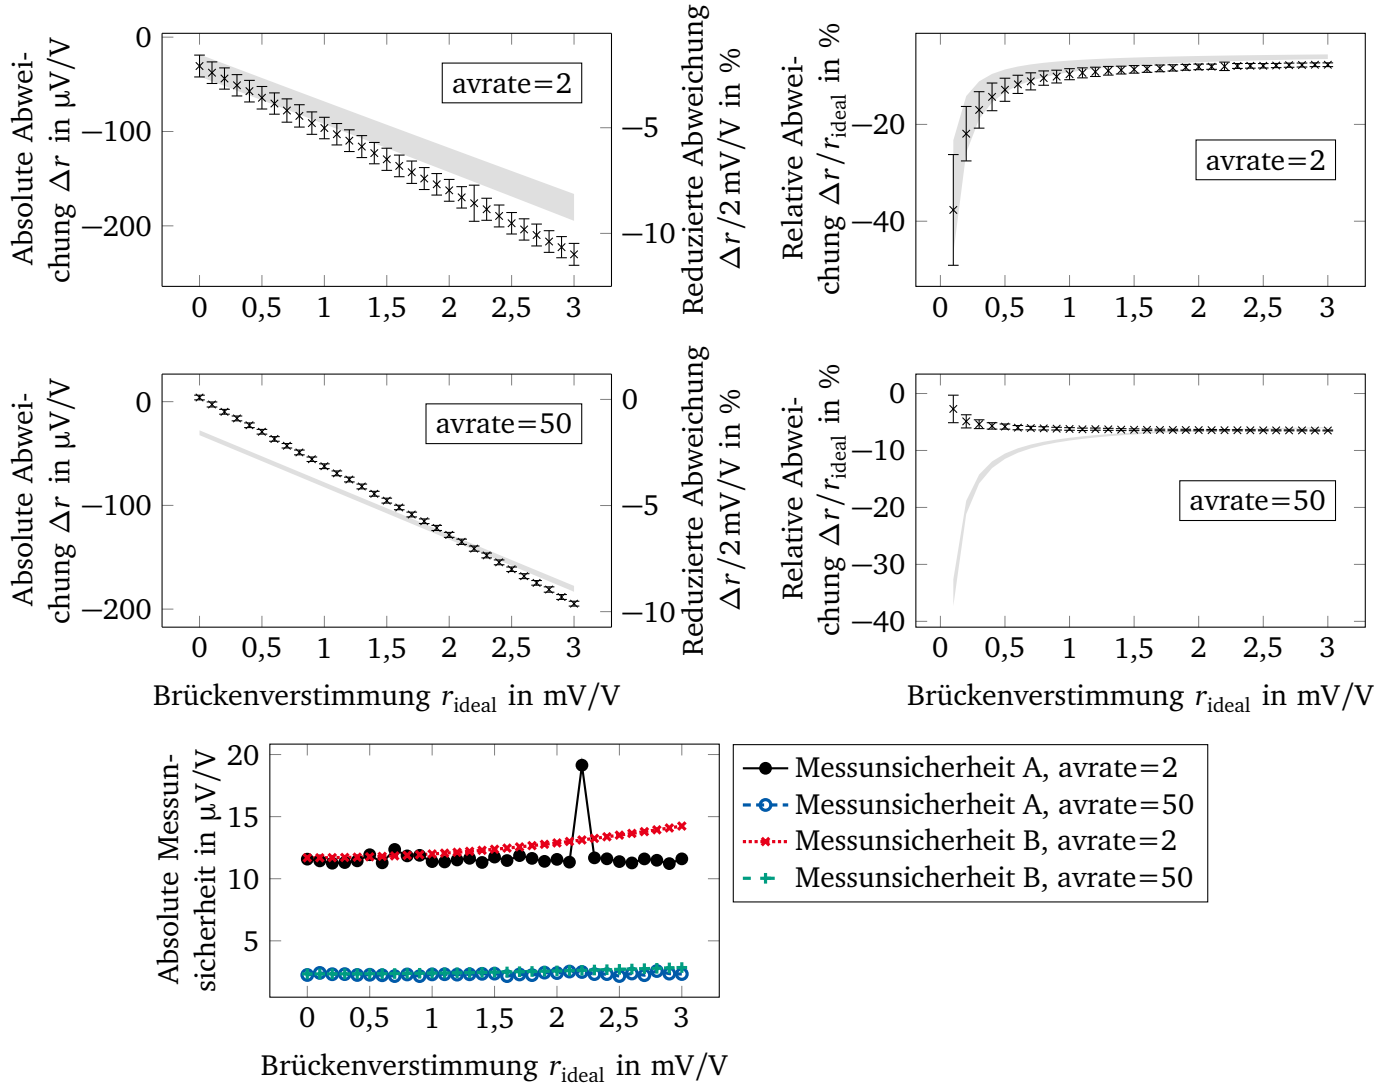 Absolute Abwei-
chung Δr in µV/V
0
−100
−200
avrate=2
−5
−10
Reduzierte Abweichung
Δr/2mV/V in %
0 0,5 1 1,5 2 2,5 3
Relative Abwei-
chung Δr/r_ideal in %
−20
−40
avrate=2
0 0,5 1 1,5 2 2,5 3
Absolute Abwei-
chung Δr in µV/V
0
−100
−200
avrate=50
0
−5
−10
Reduzierte Abweichung
Δr/2mV/V in %
0 0,5 1 1,5 2 2,5 3
Brückenverstimmung r_ideal in mV/V
Relative Abwei-
chung Δr/r_ideal in %
0
−10
−20
−30
−40
avrate=50
0 0,5 1 1,5 2 2,5 3
Brückenverstimmung r_ideal in mV/V
Absolute Messun-
sicherheit in µV/V
20
15
10
5
0 0,5 1 1,5 2 2,5 3
Brückenverstimmung r_ideal in mV/V
Messunsicherheit A, avrate=2
Messunsicherheit A, avrate=50
Messunsicherheit B, avrate=2
Messunsicherheit B, avrate=50